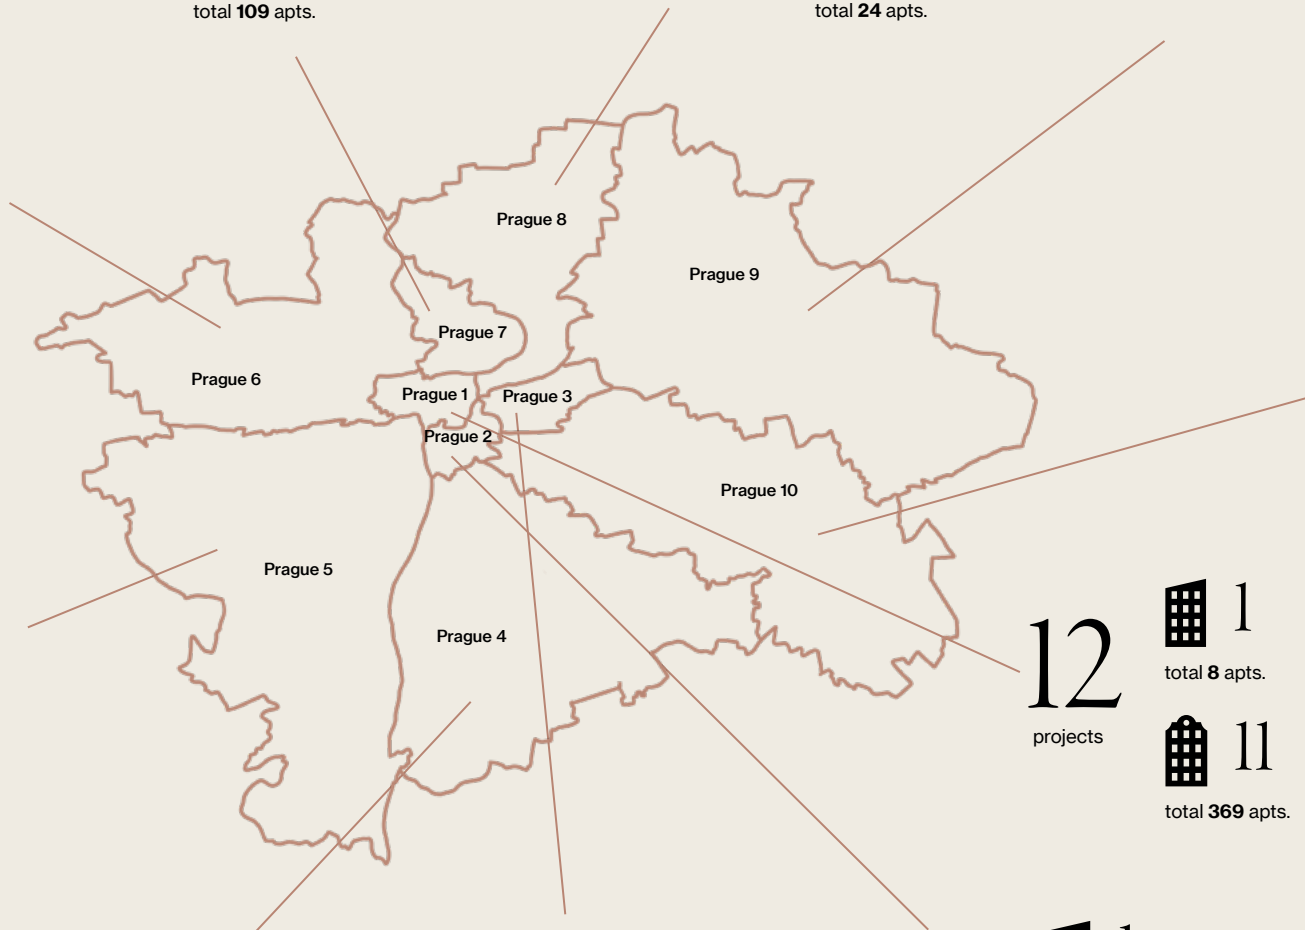 total 109 apts.
total 24 apts.
Prague 8
Prague 9
Prague 7
Prague 6
Prague 1
Prague 3
Prague 2
Prague 10
Prague 5
Prague 4
12
projects
1
total 8 apts.
11
total 369 apts.